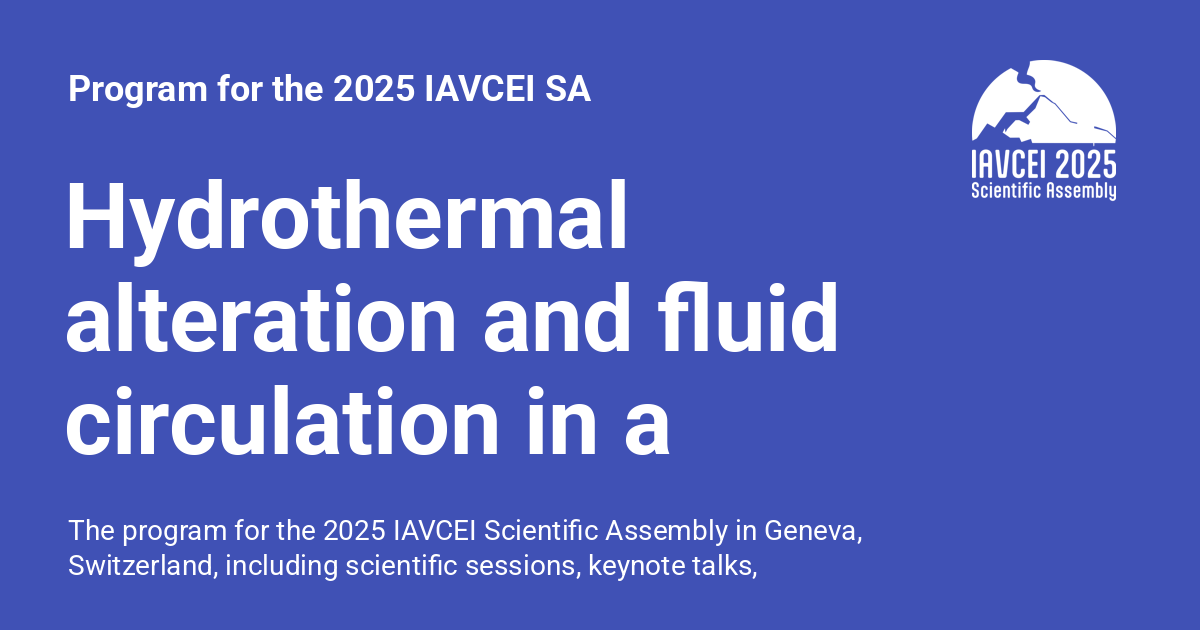 Program for the 2025 IAVCEI SA
IAVCEI 2025
Scientific Assembly
Hydrothermal
alteration and fluid
circulation in a
The program for the 2025 IAVCEI Scientific Assembly in Geneva,
Switzerland, including scientific sessions, keynote talks,